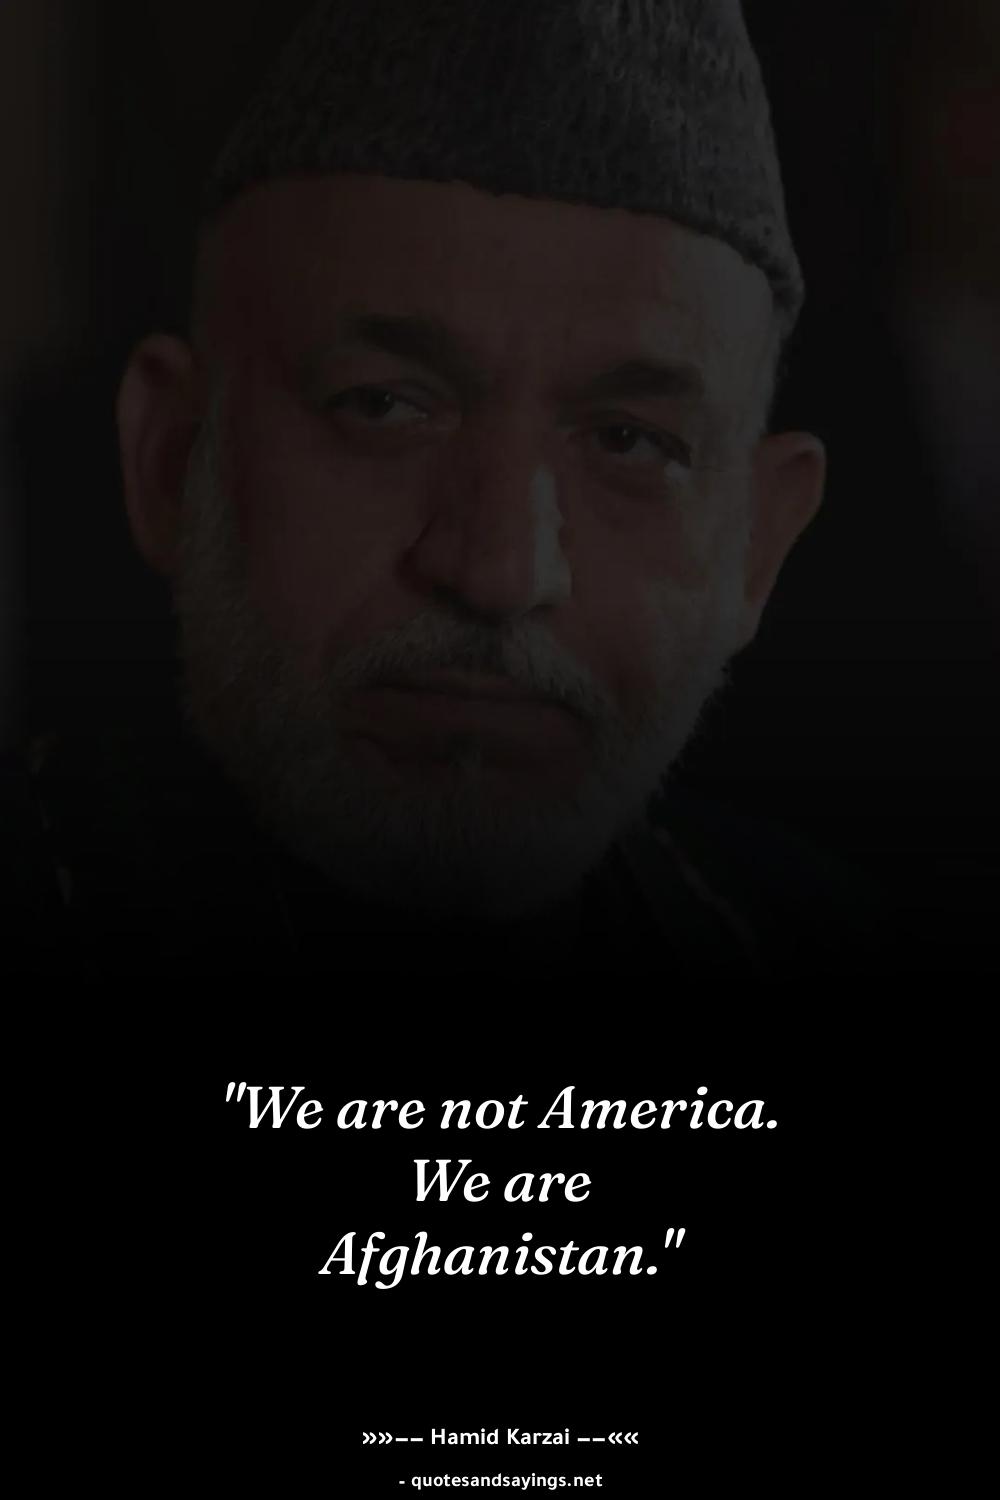 "We are not America.
We are
Afghanistan."
»»–– Hamid Karzai ––««
- quotesandsayings.net